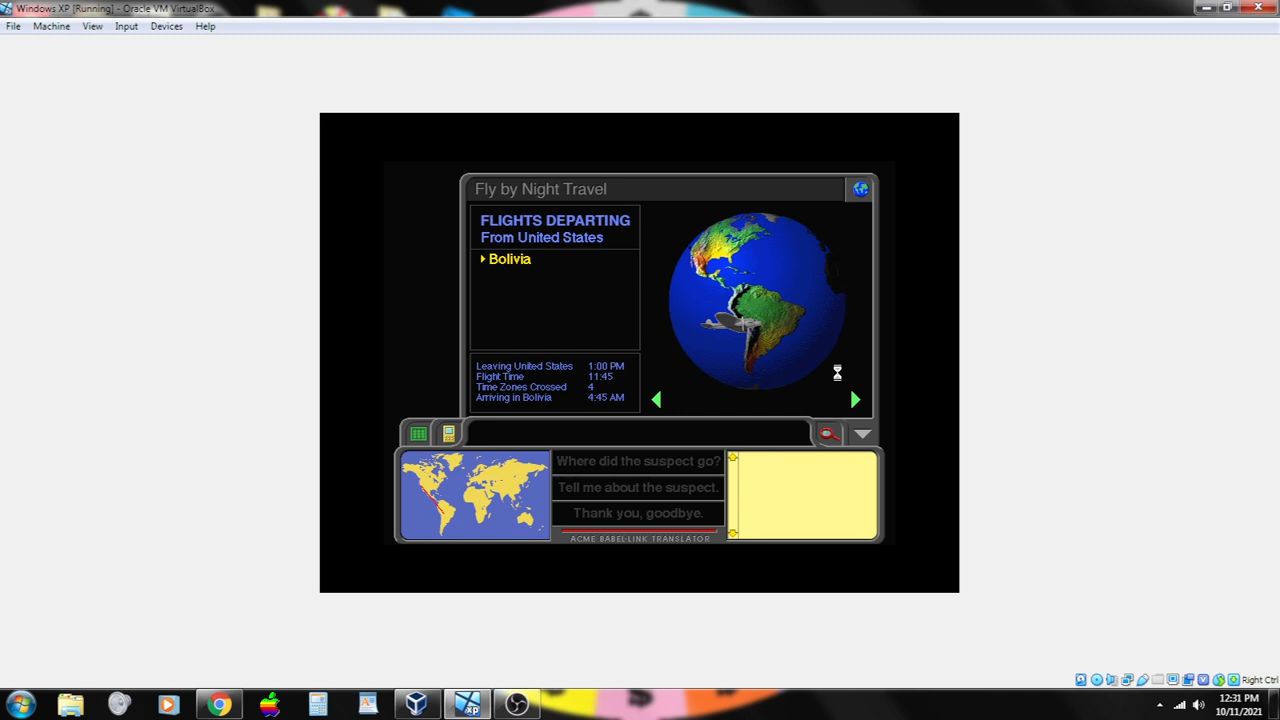 Windows XP [Running] - Oracle VM VirtualBox
File Machine View Input Devices Help
Fly by Night Travel
FLIGHTS DEPARTING
From United States
Bolivia
Leaving United States 1:00 PM
Flight Time 11:45
Time Zones Crossed 4
Arriving in Bolivia 4:45 AM
Where did the suspect go?
Tell me about the suspect.
Thank you, goodbye.
ACME BABEL-LINK TRANSLATOR
Right Ctrl
xp
12:31 PM
10/11/2021